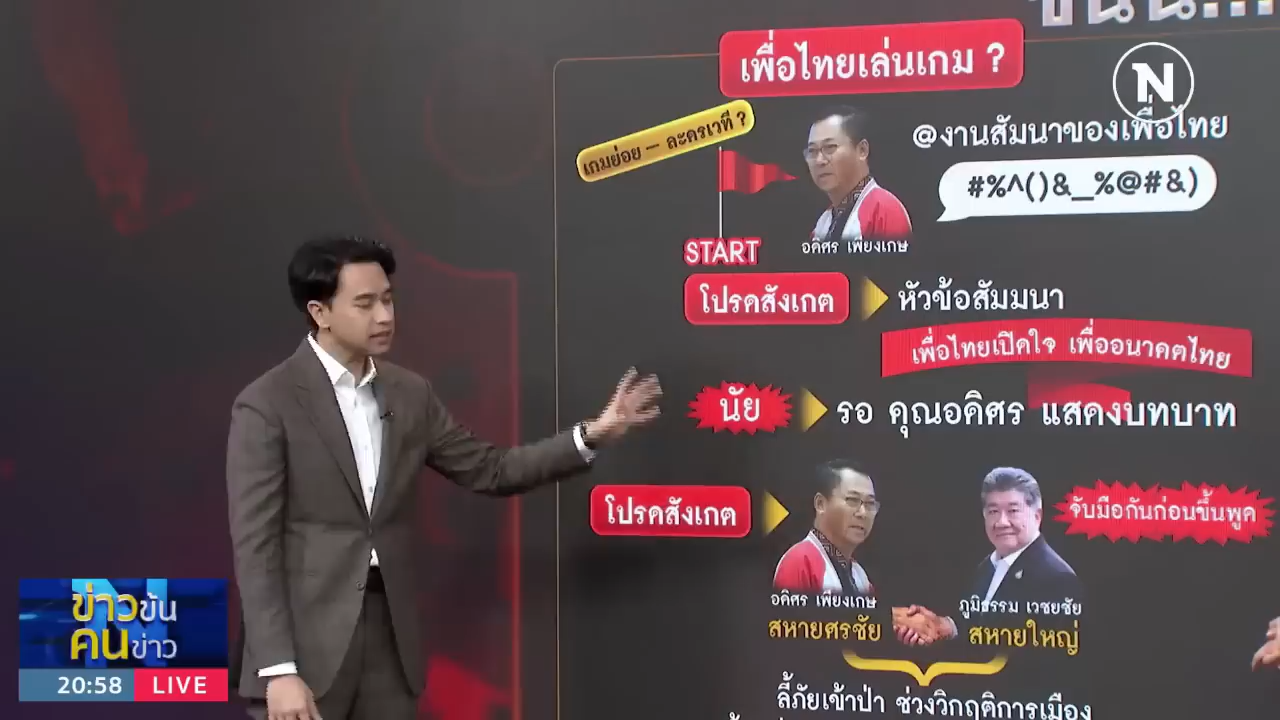 เพื่อไทยเล่นเกม ?
N
เกมย่อย – ละครเวที ?
@งานสัมนาของเพื่อไทย
#%^()&_%@#&)
START
อดิศร เพียงเกษ
โปรดสังเกต
หัวข้อสัมมนา
เพื่อไทยเปิดใจ เพื่ออนาคตไทย
นัย
รอ คุณอดิศร แสดงบทบาท
โปรดสังเกต
จับมือกันก่อนขึ้นพูด
อดิศร เพียงเกษ
ภูมิธรรม เวชยชัย
สหายศรชัย
สหายใหญ่
ลี้ภัยเข้าป่า ช่วงวิกฤติการเมือง
ข่าวข้น
คนข่าว
20:58
LIVE